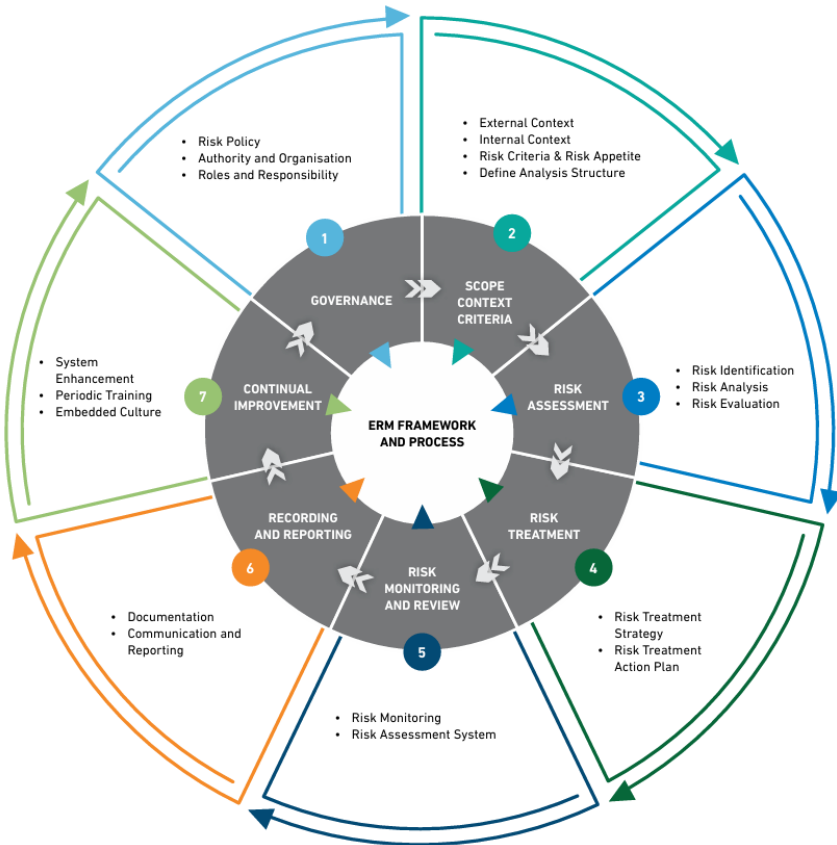 • Risk Policy
• Authority and Organisation
• Roles and Responsibility
1
GOVERNANCE
• External Context
• Internal Context
• Risk Criteria & Risk Appetite
• Define Analysis Structure
2
SCOPE
CONTEXT
CRITERIA
• Risk Identification
• Risk Analysis
• Risk Evaluation
3
RISK
ASSESSMENT
• Risk Treatment
Strategy
• Risk Treatment
Action Plan
4
RISK
TREATMENT
• Risk Monitoring
• Risk Assessment System
5
RISK
MONITORING
AND REVIEW
• Documentation
• Communication and
Reporting
6
RECORDING
AND REPORTING
• System
Enhancement
• Periodic Training
• Embedded Culture
7
CONTINUAL
IMPROVEMENT
ERM FRAMEWORK
AND PROCESS